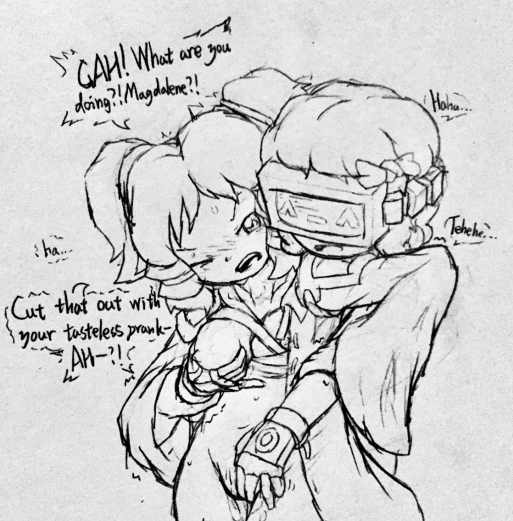 GAH! What are you
doing?! Magdalene?!
Haha...
Tehehe.
ha...
Cut that out with
your tasteless prank-
AH-?!